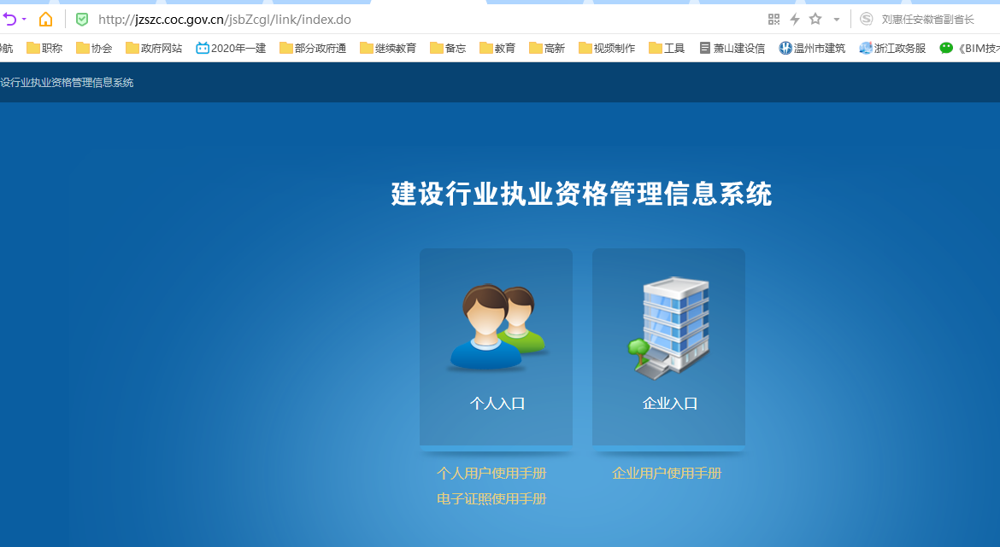 http://jzszc.coc.gov.cn/jsbZcgl/link/index.do 刘惠任安徽省副省长
航 职称 协会 政府网站 2020年一建 部分政府通 继续教育 备忘 教育 高新 视频制作 工具 萧山建设信 温州市建筑 浙江政务服 《BIM技
设行业执业资格管理信息系统
建设行业执业资格管理信息系统
个人入口 企业入口
个人用户使用手册 企业用户使用手册
电子证照使用手册